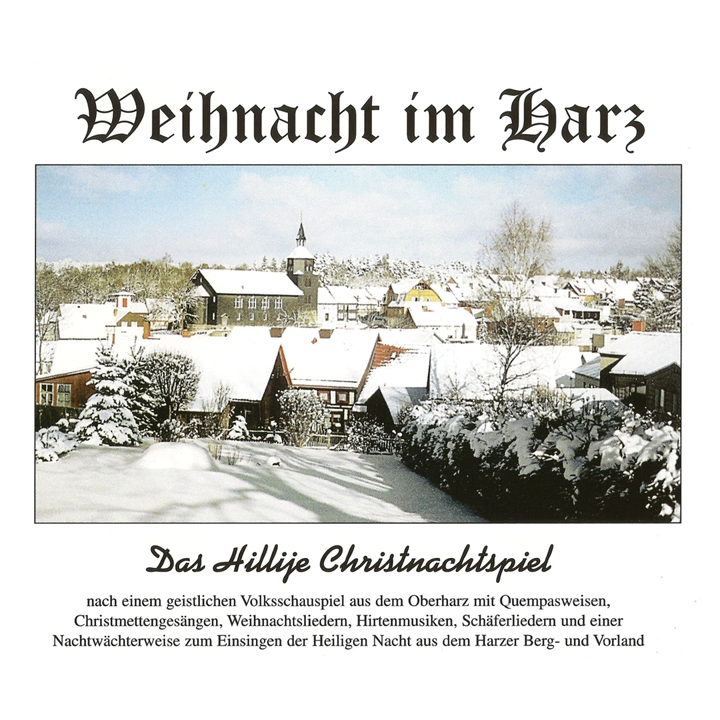 Weihnacht im Harz
Das Hillije Christnachtspiel
nach einem geistlichen Volksschauspiel aus dem Oberharz mit Quempasweisen,
Christmettengesängen, Weihnachtsliedern, Hirtenmusiken, Schäferliedern und einer
Nachtwächterweise zum Einsingen der Heiligen Nacht aus dem Harzer Berg- und Vorland